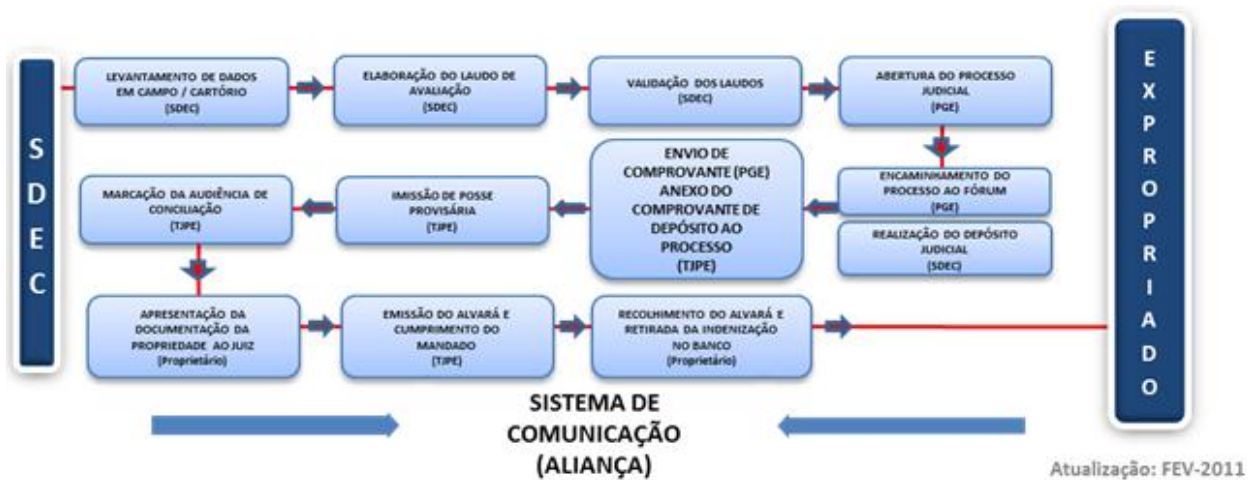 SDEC
LEVANTAMENTO DE DADOS
EM CAMPO / CARTÓRIO
(SDEC)
ELABORAÇÃO DO LAUDO DE
AVALIAÇÃO
(SDEC)
VALIDAÇÃO DOS LAUDOS
(SDEC)
ABERTURA DO PROCESSO
JUDICIAL
(PGE)
ENCAMINHAMENTO DO
PROCESSO AO FÓRUM
(PGE)
REALIZAÇÃO DO DEPÓSITO
JUDICIAL
(SDEC)
ENVIO DE
COMPROVANTE (PGE)
ANEXO DO
COMPROVANTE DE
DEPÓSITO AO
PROCESSO
(TJPE)
IMISSÃO DE POSSE
PROVISÁRIA
(TJPE)
MARCAÇÃO DA AUDIÊNCIA DE
CONCILIAÇÃO
(TJPE)
APRESENTAÇÃO DA
DOCUMENTAÇÃO DA
PROPRIEDADE AO JUIZ
(Proprietário)
EMISSÃO DO ALVARÁ E
CUMPRIMENTO DO
MANDADO
(TJPE)
RECOLHIMENTO DO ALVARÁ E
RETIRADA DA INDENIZAÇÃO
NO BANCO
(Proprietário)
EXPROPRIADO
SISTEMA DE
COMUNICAÇÃO
(ALIANÇA)
Atualização: FEV-2011